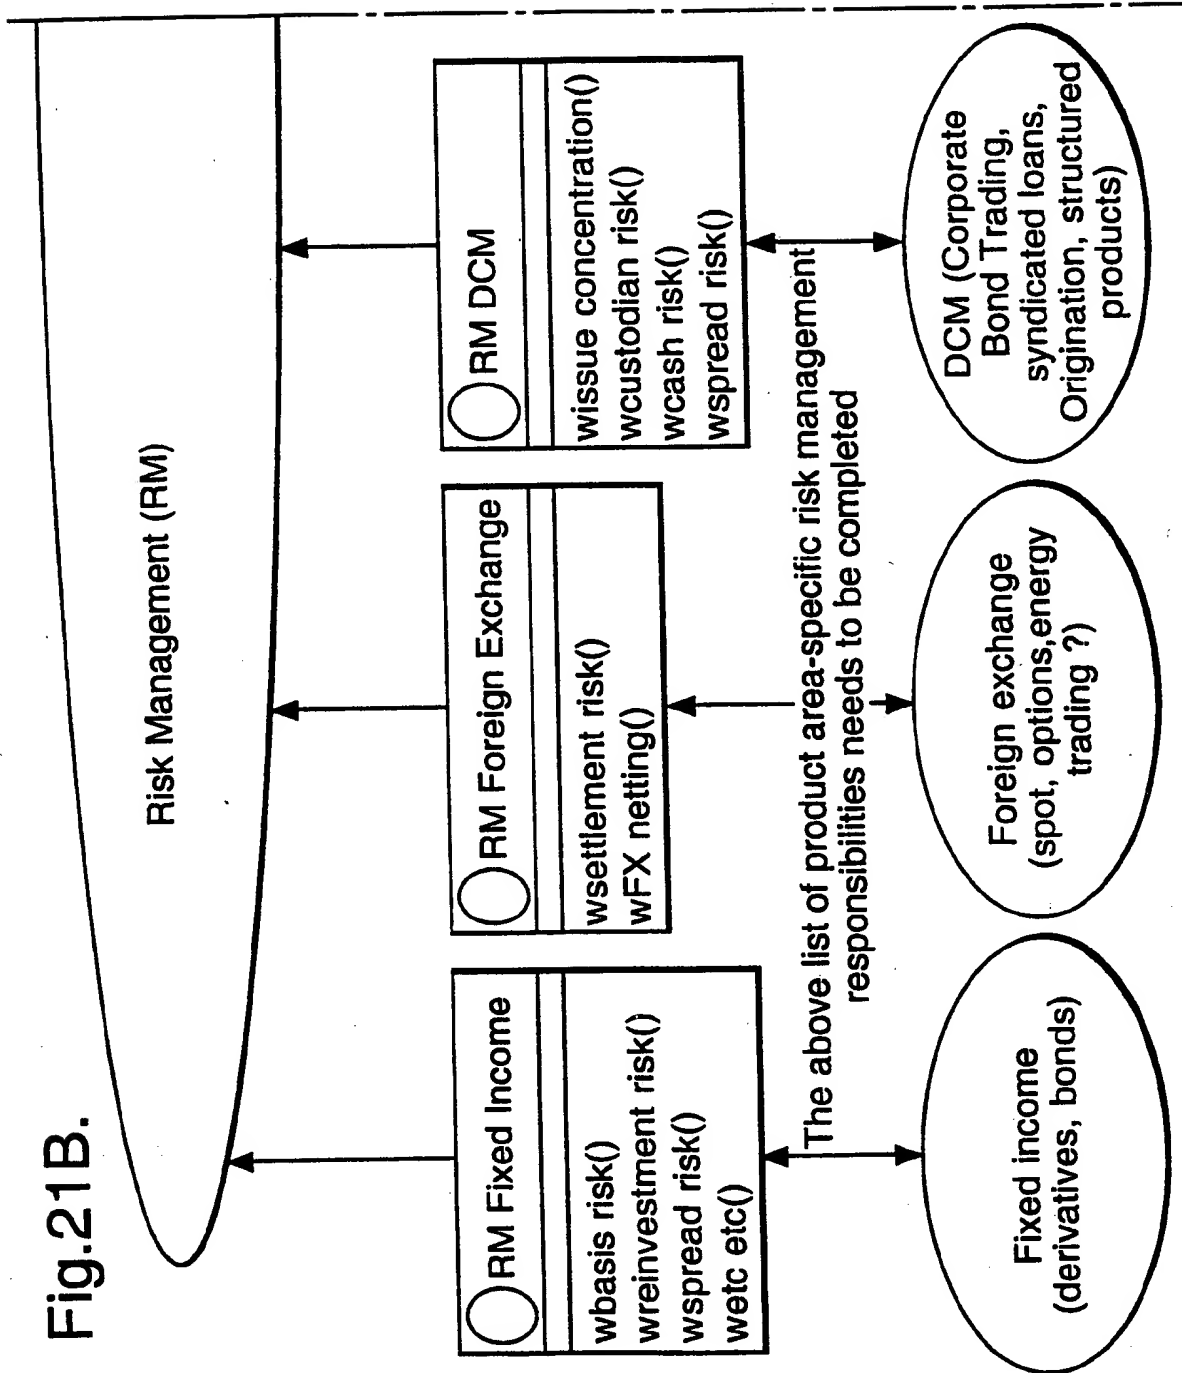 Fig.21B.
Risk Management (RM)
RM Fixed Income
wbasis risk()
wreinvestment risk()
wspread risk()
wetc etc()
RM Foreign Exchange
wsettlement risk()
wFX netting()
RM DCM
wissue concentration()
wcustodian risk()
wcash risk()
wspread risk()
The above list of product area-specific risk management
responsibilities needs to be completed
Fixed income
(derivatives, bonds)
Foreign exchange
(spot, options,energy
trading ?)
DCM (Corporate
Bond Trading,
syndicated loans,
Origination, structured
products)